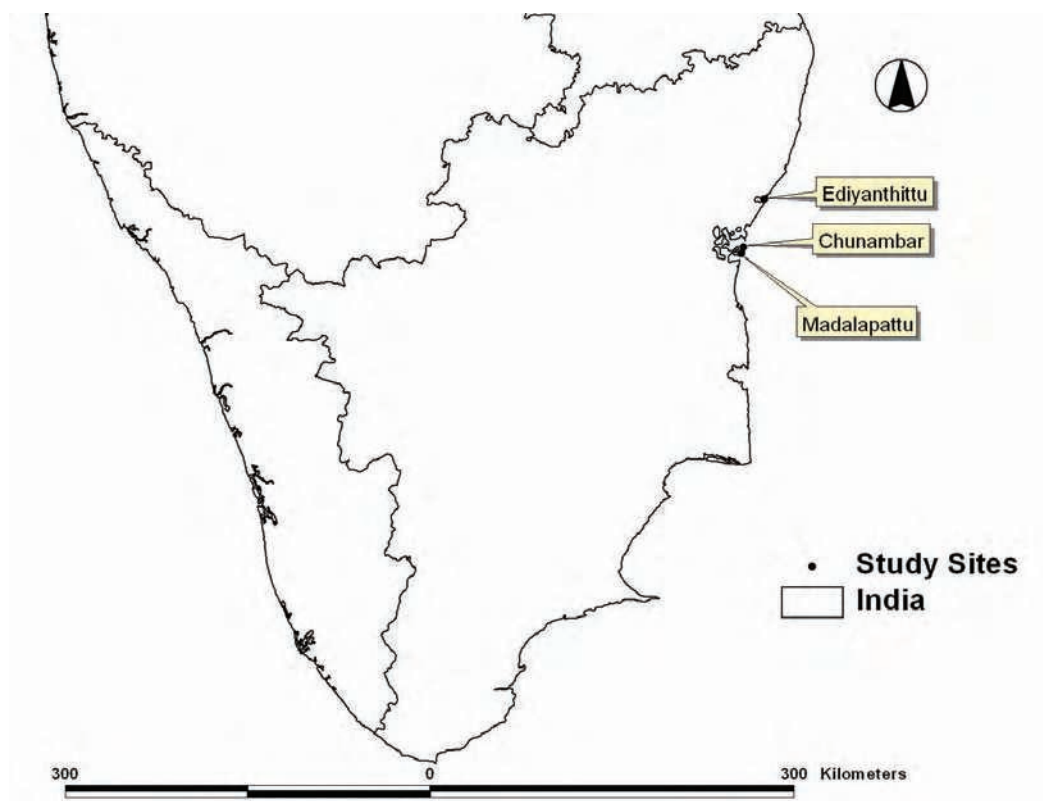 Ediyanthittu
Chunambar
Madalapattu
Study Sites
India
300 0 300 Kilometers